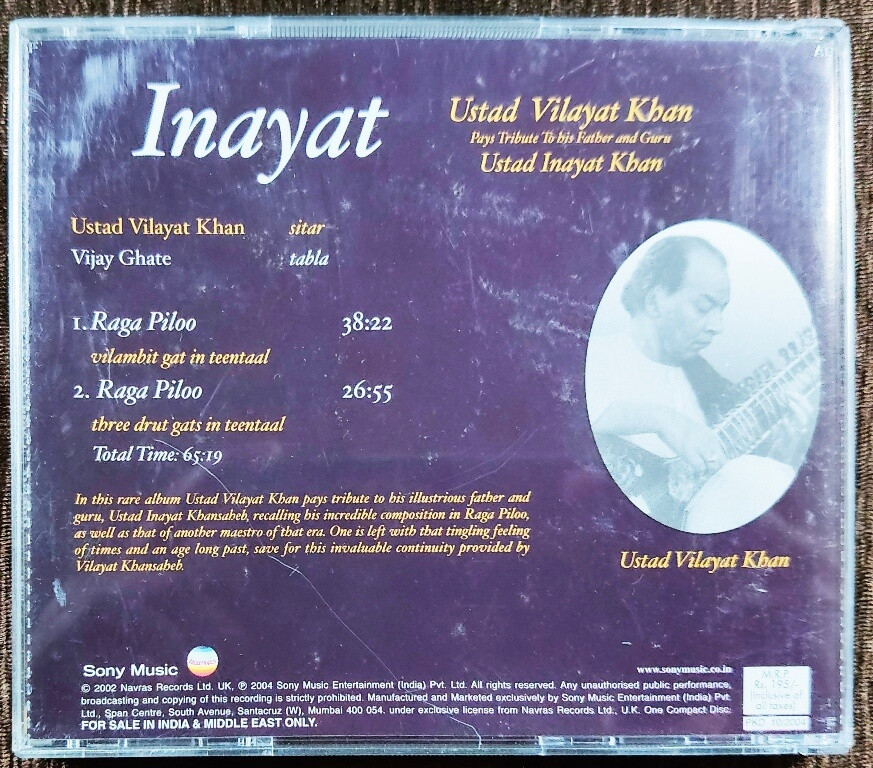 Inayat
Ustad Vilayat Khan
Pays Tribute To his Father and Guru
Ustad Inayat Khan
Ustad Vilayat Khan sitar
Vijay Ghate tabla
1. Raga Piloo 38:22
vilambit gat in teentaal
2. Raga Piloo 26:55
three drut gats in teentaal
Total Time: 65:19
In this rare album Ustad Vilayat Khan pays tribute to his illustrious father and
guru, Ustad Inayat Khansaheb, recalling his incredible composition in Raga Piloo,
as well as that of another maestro of that era. One is left with that tingling feeling
of times and an age long past, save for this invaluable continuity provided by
Vilayat Khansaheb.
Ustad Vilayat Khan
Sony Music
www.sonymusic.co.in
© 2002 Navras Records Ltd. UK, ℗ 2004 Sony Music Entertainment (India) Pvt. Ltd. All rights reserved. Any unauthorised public performance,
broadcasting and copying of this recording is strictly prohibited. Manufactured and Marketed exclusively by Sony Music Entertainment (India) Pvt.
Ltd., Span Centre, South Avenue, Santacruz (W), Mumbai 400 054. under exclusive license from Navras Records Ltd., U.K. One Compact Disc.
FOR SALE IN INDIA & MIDDLE EAST ONLY.
M.R.P.
Rs. 195/-
(Inclusive of
all taxes)
PKD